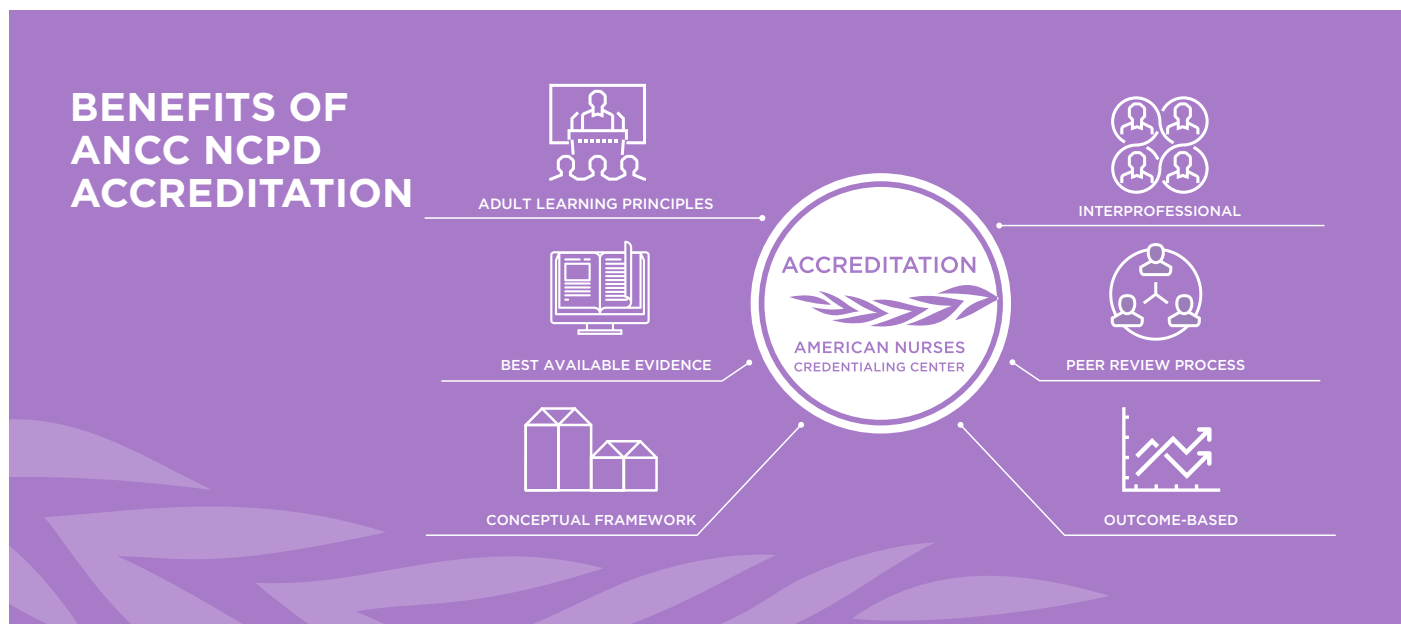 BENEFITS OF
ANCC NCPD
ACCREDITATION
ADULT LEARNING PRINCIPLES
BEST AVAILABLE EVIDENCE
CONCEPTUAL FRAMEWORK
ACCREDITATION
AMERICAN NURSES
CREDENTIALING CENTER
INTERPROFESSIONAL
PEER REVIEW PROCESS
OUTCOME-BASED